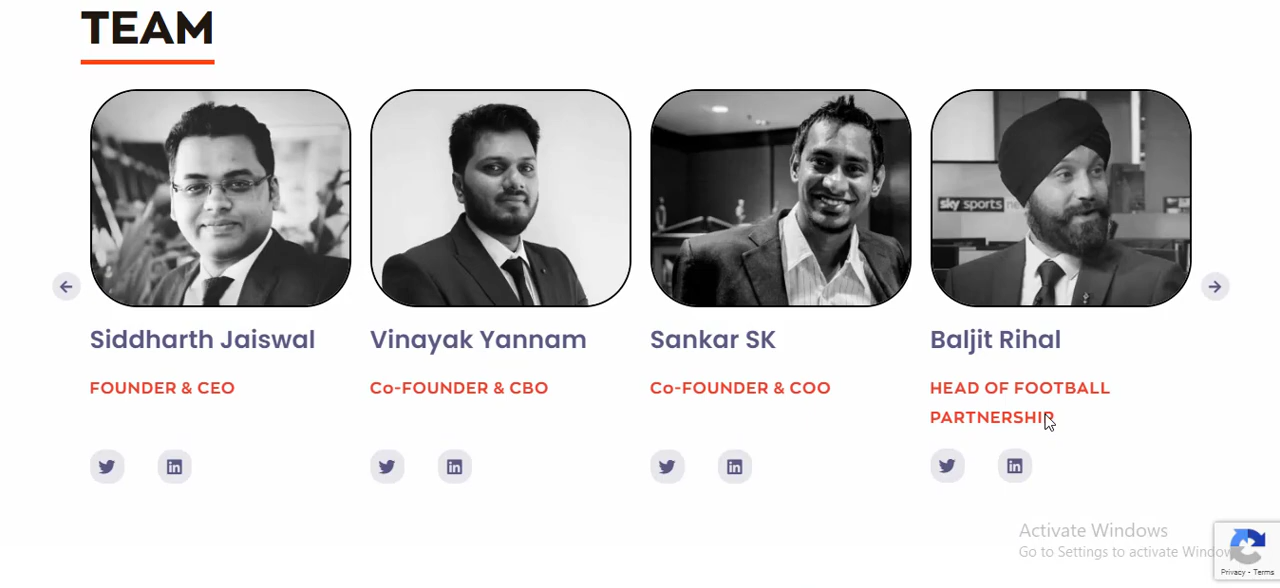 TEAM
sky sports
Siddharth Jaiswal
Vinayak Yannam
Sankar SK
Baljit Rihal
FOUNDER & CEO
Co-FOUNDER & CBO
Co-FOUNDER & COO
HEAD OF FOOTBALL
PARTNERSHIP
Activate Windows
Go to Settings to activate Windows
Privacy - Terms